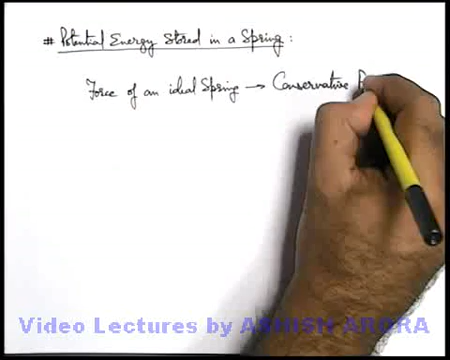 # Potential Energy Stored in a Spring :
Force of an ideal Spring → Conservative F
Video Lectures by ASHISH ARORA